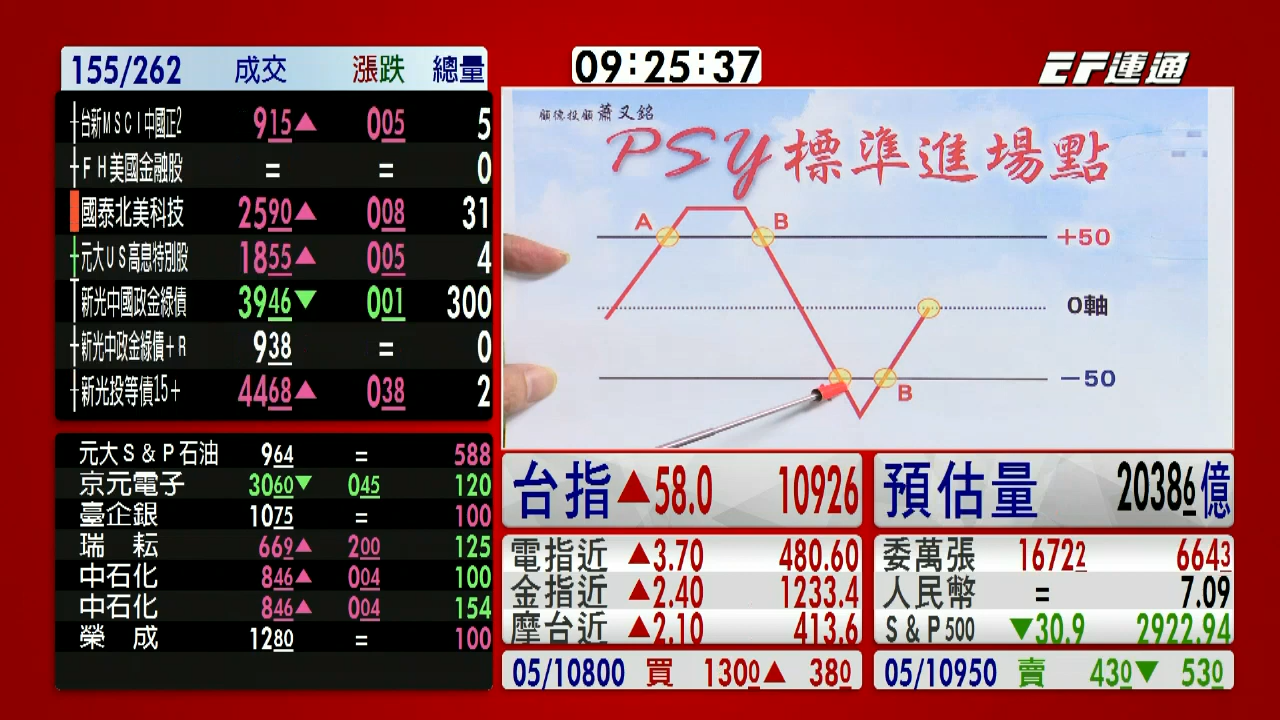 155/262 成交 漲跌 總量
台新MSCI中國正2 915▲ 005 5
FH美國金融股 = = 0
國泰北美科技 2590▲ 008 31
元大US高息特別股 1855▲ 005 4
新光中國政金綠債 3946▼ 001 300
新光中政金綠債+R 938 = 0
新光投等債15+ 4468▲ 038 2
元大S&P石油 964 = 588
京元電子 3060▼ 045 120
臺企銀 1075 = 100
瑞 耘 669▲ 200 125
中石化 846▲ 004 100
中石化 846▲ 004 154
榮 成 1280 = 100
09:25:37
EF運通
顧德投顧 蕭又銘
PSY標準進場點
A B +50
0軸
-50
B
台指▲58.0 10926
電指近 ▲3.70 480.60
金指近 ▲2.40 1233.4
摩台近 ▲2.10 413.6
05/10800 買 1300▲ 380
預估量 20386億
委萬張 16722 6643
人民幣 = 7.09
S&P500 ▼30.9 2922.94
05/10950 賣 430▼ 530